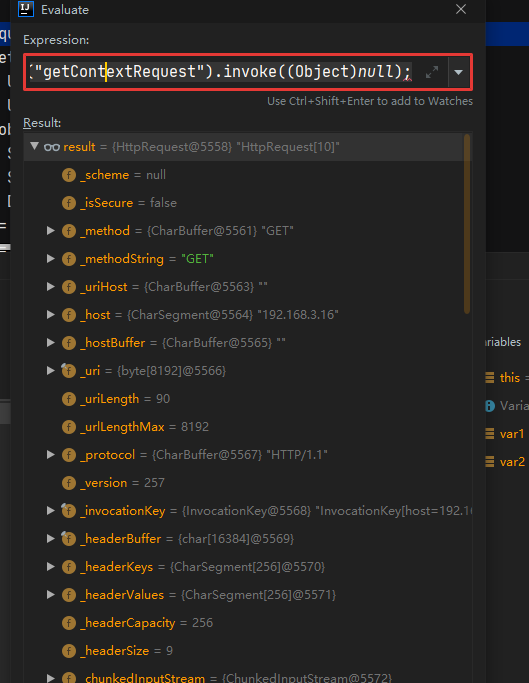 Evaluate
Expression:
("getContextRequest").invoke((Object)null);
Use Ctrl+Shift+Enter to add to Watches
Result:
result = {HttpRequest@5558} "HttpRequest[10]"
_scheme = null
_isSecure = false
_method = {CharBuffer@5561} "GET"
_methodString = "GET"
_uriHost = {CharBuffer@5563} ""
_host = {CharSegment@5564} "192.168.3.16"
_hostBuffer = {CharBuffer@5565} ""
_uri = {byte[8192]@5566}
_uriLength = 90
_urlLengthMax = 8192
_protocol = {CharBuffer@5567} "HTTP/1.1"
_version = 257
_invocationKey = {InvocationKey@5568} "InvocationKey[host=192.16
_headerBuffer = {char[16384]@5569}
_headerKeys = {CharSegment[256]@5570}
_headerValues = {CharSegment[256]@5571}
_headerCapacity = 256
_headerSize = 9
_chunkedInputStream = {ChunkedInputStream@5572}
riables
this =
Varia
var1
var2